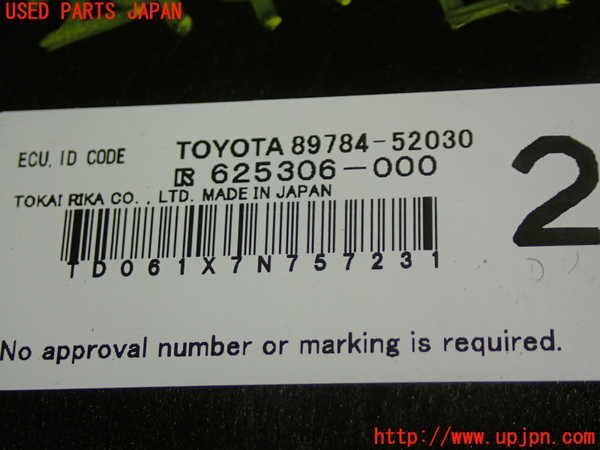 USED PARTS JAPAN
ECU, ID CODE TOYOTA 89784-52030
625306-000
2
TOKAI RIKA CO., LTD. MADE IN JAPAN
TD061X7N757231
No approval number or marking is required.
http://www.upjpn.com